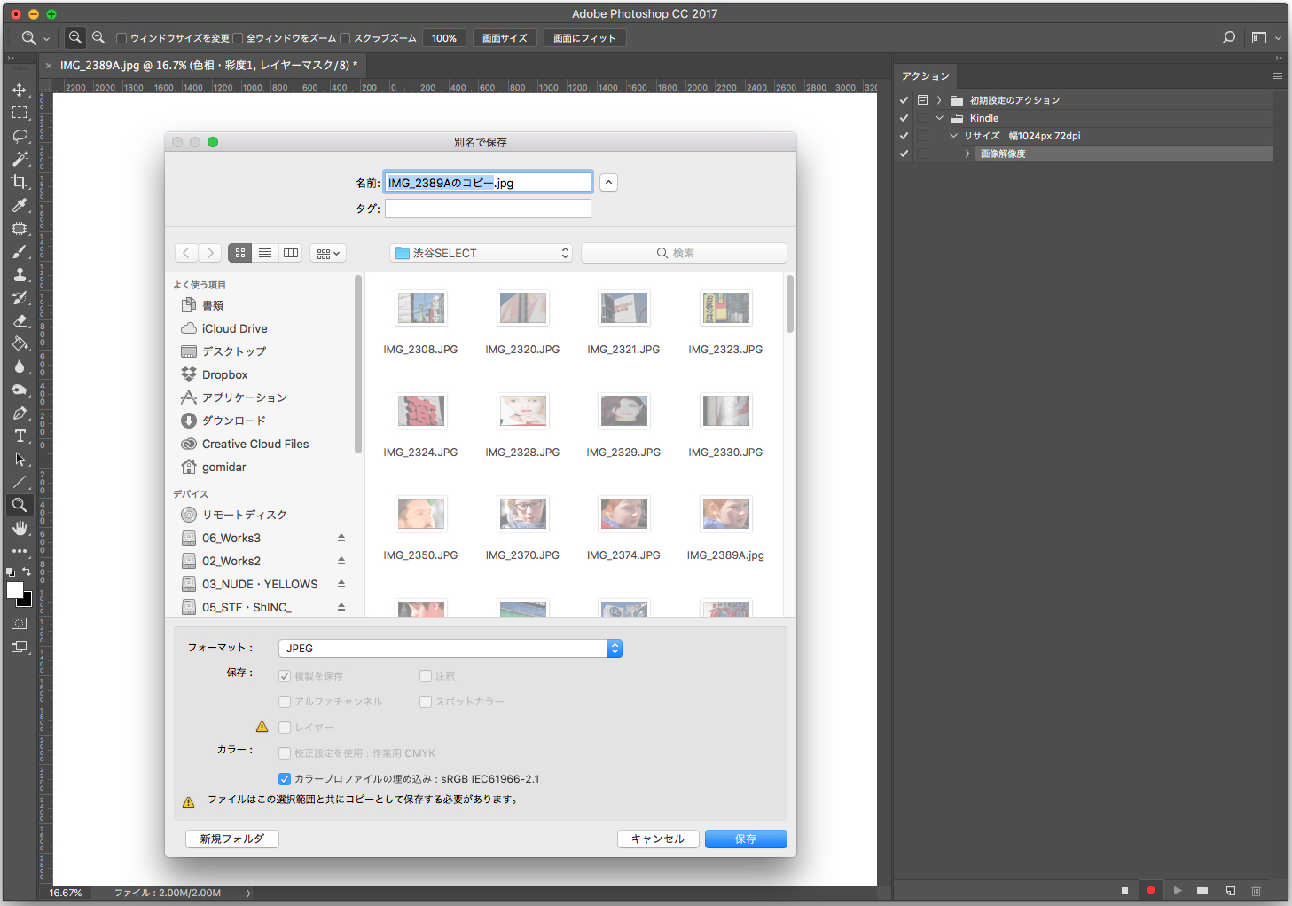 Adobe Photoshop CC 2017
ウィンドウサイズを変更 全ウィンドウをズーム スクラブズーム 100% 画面サイズ 画面にフィット
IMG_2389A.jpg @ 16.7% (色相・彩度1, レイヤーマスク/8) *
2200 2000 1800 1600 1400 1200 1000 800 600 400 200 0 200 400 600 800 1000 1200 1400 1600 1800 2000 2200 2400 2600 2800 3000 320
アクション
初期設定のアクション
Kindle
リサイズ 幅1024px 72dpi
画像解像度
別名で保存
名前: IMG_2389Aのコピー.jpg
タグ:
渋谷SELECT
検索
よく使う項目
書類
iCloud Drive
デスクトップ
Dropbox
アプリケーション
ダウンロード
Creative Cloud Files
gomidar
デバイス
リモートディスク
06_Works3
02_Works2
03_NUDE・YELLOWS
05_STF・ShINC_
IMG_2308.JPG IMG_2320.JPG IMG_2321.JPG IMG_2323.JPG
IMG_2324.JPG IMG_2328.JPG IMG_2329.JPG IMG_2330.JPG
IMG_2350.JPG IMG_2370.JPG IMG_2374.JPG IMG_2389A.jpg
フォーマット: JPEG
保存: 複製を保存 注釈
アルファチャンネル スポットカラー
レイヤー
カラー: 校正設定を使用 : 作業用 CMYK
カラープロファイルの埋め込み : sRGB IEC61966-2.1
ファイルはこの選択範囲と共にコピーとして保存する必要があります。
新規フォルダ キャンセル 保存
16.67% ファイル : 2.00M/2.00M